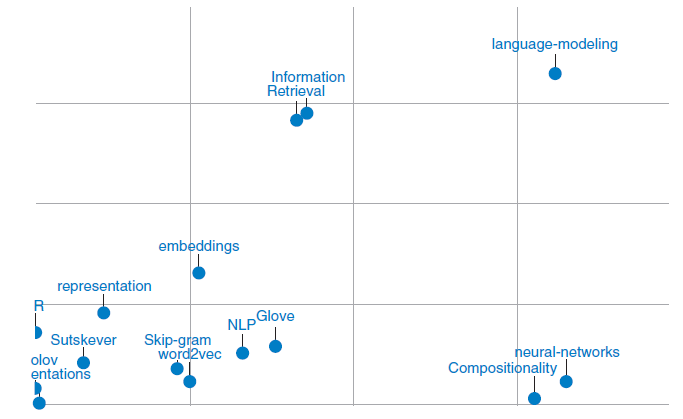 language-modeling
Information
Retrieval
embeddings
representation
R
Glove
NLP
Sutskever
Skip-gram
word2vec
neural-networks
Compositionality
olov
entations